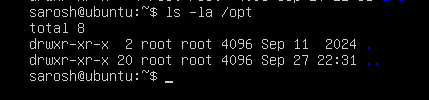 sarosh@ubuntu:~$ ls -la /opt
total 8
drwxr-xr-x  2 root root 4096 Sep 11  2024 .
drwxr-xr-x 20 root root 4096 Sep 27 22:31 ..
sarosh@ubuntu:~$ _